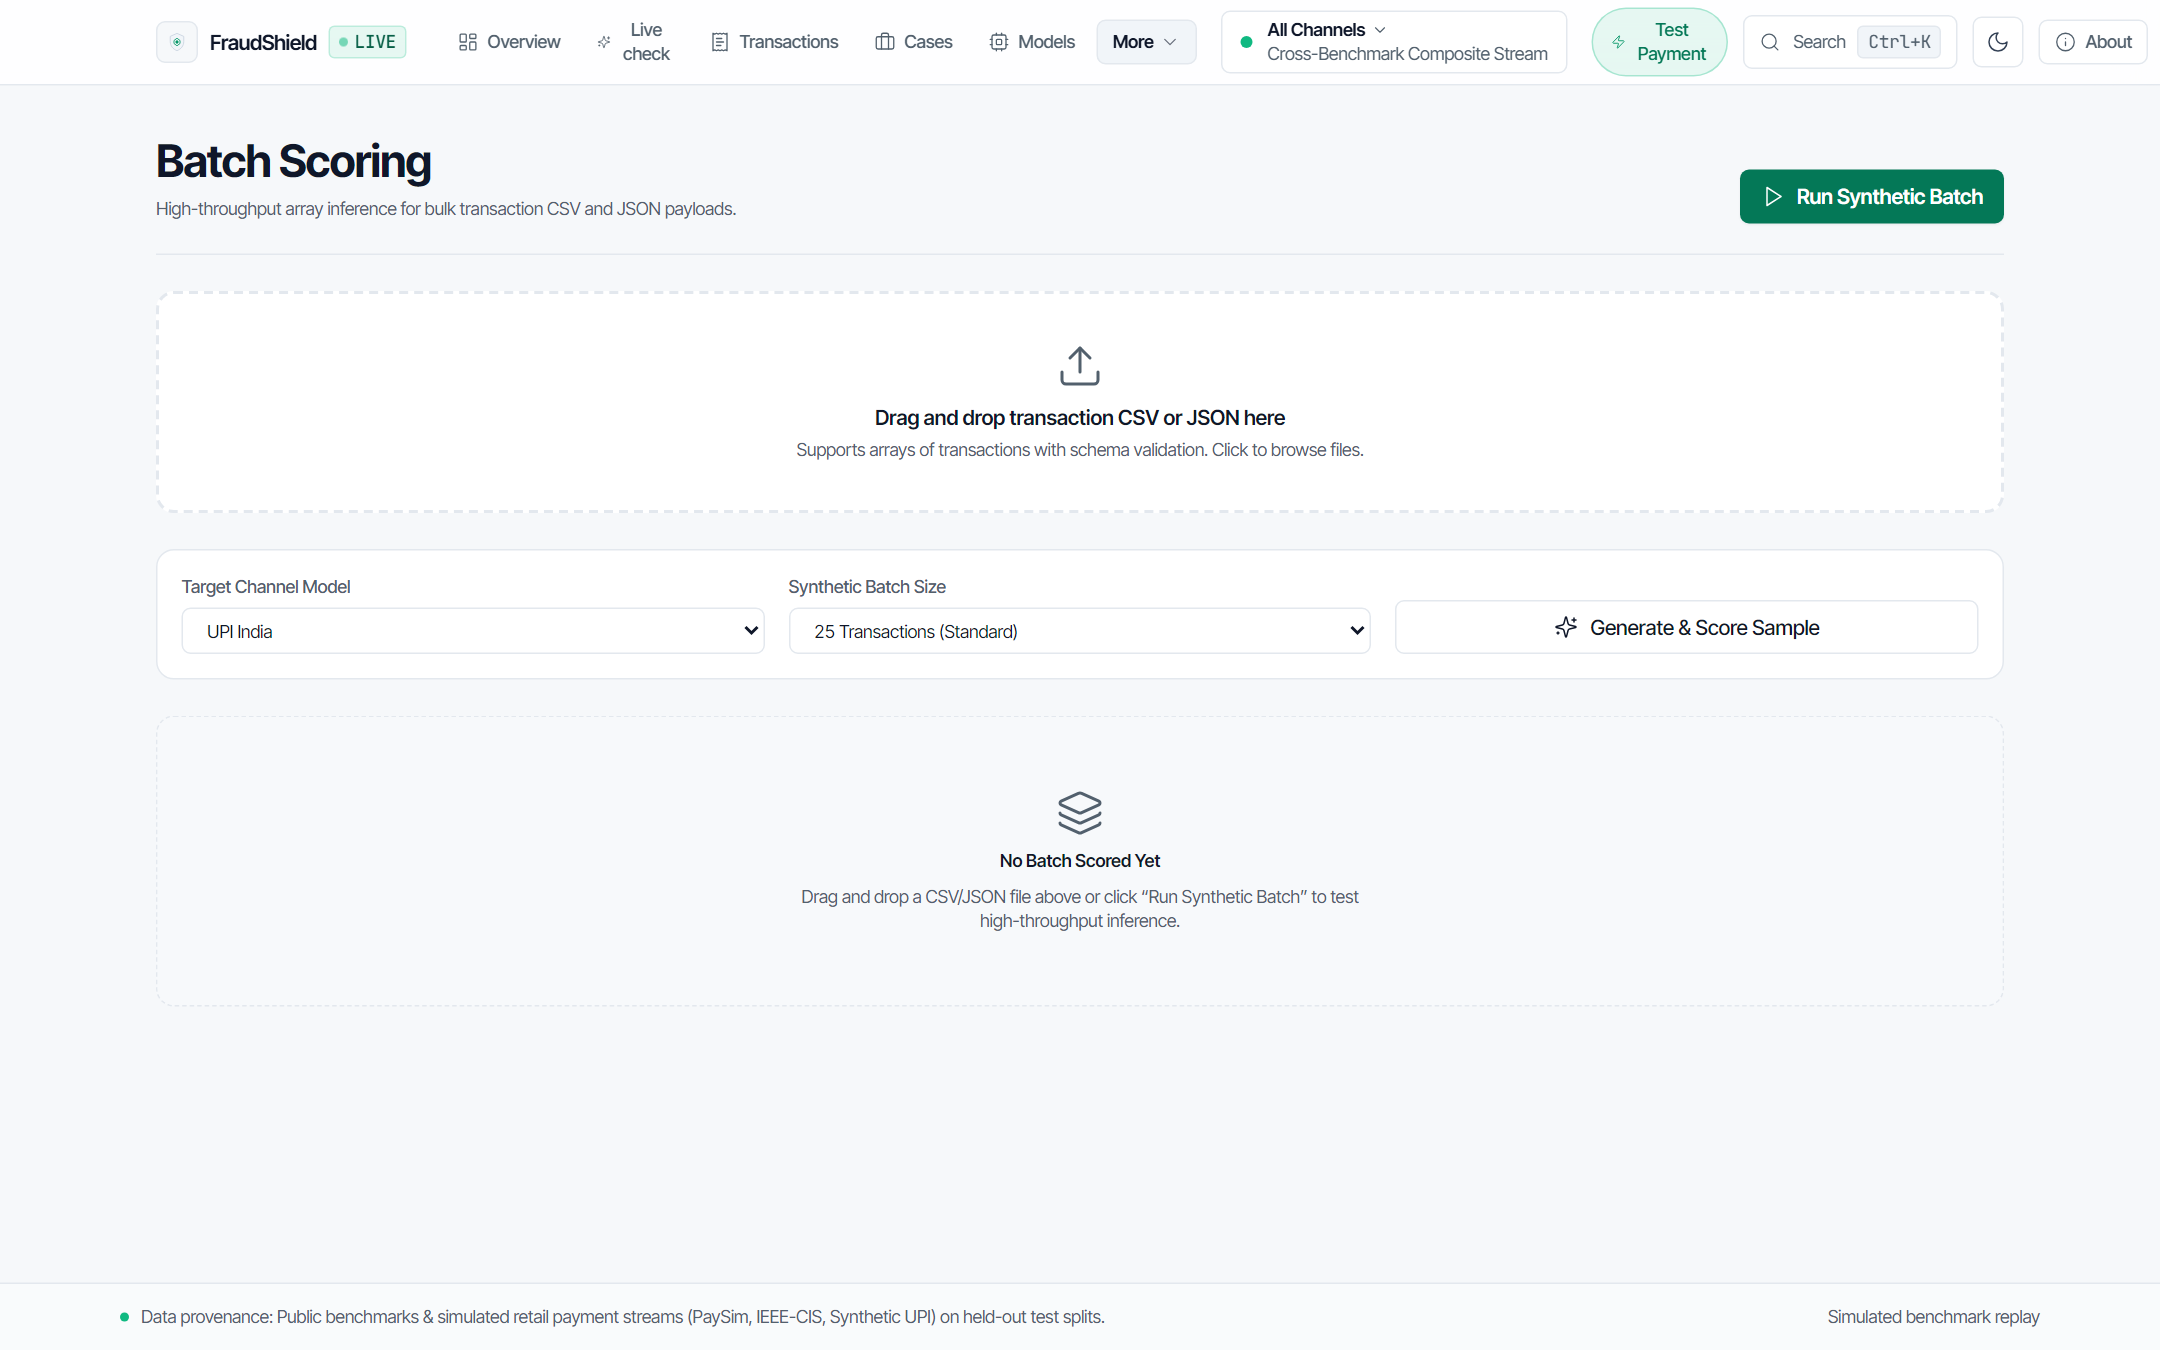 FraudShield
LIVE
Overview
Live
check
Transactions
Cases
Models
More
All Channels
Cross-Benchmark Composite Stream
Test
Payment
Search
Ctrl+K
About
Batch Scoring
High-throughput array inference for bulk transaction CSV and JSON payloads.
Run Synthetic Batch
Drag and drop transaction CSV or JSON here
Supports arrays of transactions with schema validation. Click to browse files.
Target Channel Model
UPI India
Synthetic Batch Size
25 Transactions (Standard)
Generate & Score Sample
No Batch Scored Yet
Drag and drop a CSV/JSON file above or click “Run Synthetic Batch” to test
high-throughput inference.
Data provenance: Public benchmarks & simulated retail payment streams (PaySim, IEEE-CIS, Synthetic UPI) on held-out test splits.
Simulated benchmark replay